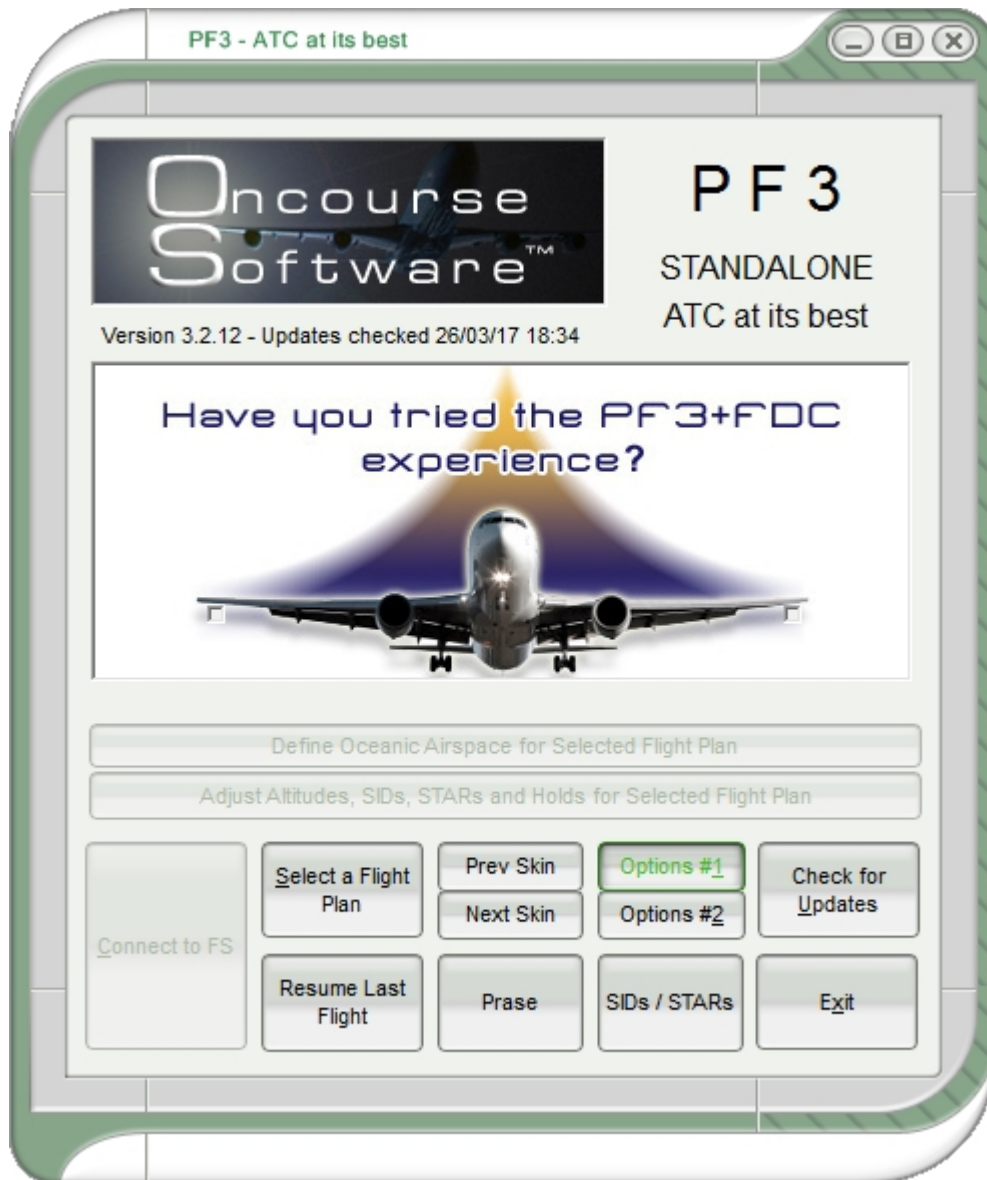 PF3 - ATC at its best
Oncourse
Software™
Version 3.2.12 - Updates checked 26/03/17 18:34
PF3
STANDALONE
ATC at its best
Have you tried the PF3+FDC
experience?
Define Oceanic Airspace for Selected Flight Plan
Adjust Altitudes, SIDs, STARs and Holds for Selected Flight Plan
Connect to FS
Select a Flight
Plan
Prev Skin
Next Skin
Options #1
Options #2
Check for
Updates
Resume Last
Flight
Prase
SIDs / STARs
Exit